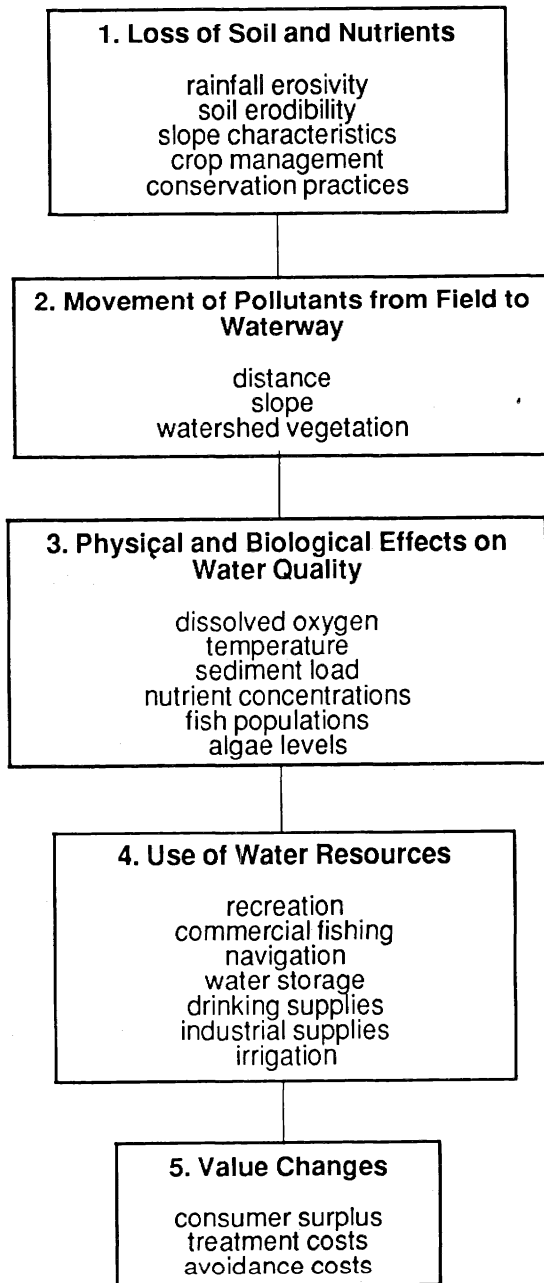 1. Loss of Soil and Nutrients
rainfall erosivity
soil erodibility
slope characteristics
crop management
conservation practices
2. Movement of Pollutants from Field to
Waterway
distance
slope
watershed vegetation
3. Physical and Biological Effects on
Water Quality
dissolved oxygen
temperature
sediment load
nutrient concentrations
fish populations
algae levels
4. Use of Water Resources
recreation
commercial fishing
navigation
water storage
drinking supplies
industrial supplies
irrigation
5. Value Changes
consumer surplus
treatment costs
avoidance costs